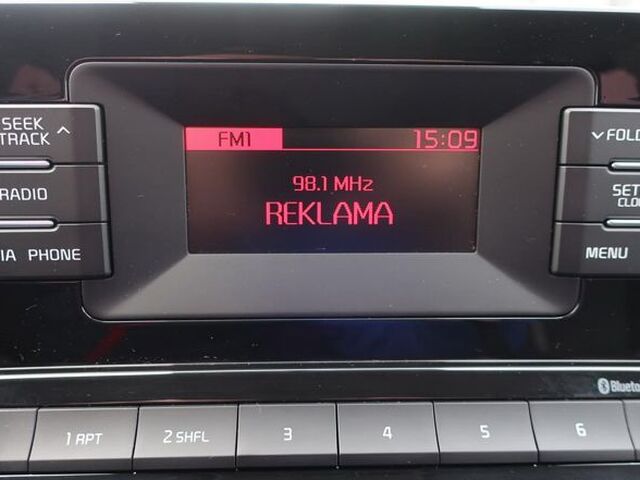 SEEK
TRACK
RADIO
PHONE
FM1 15:09
98.1 MHz
REKLAMA
MENU
1 RPT
2 SHFL
3
4
5
6